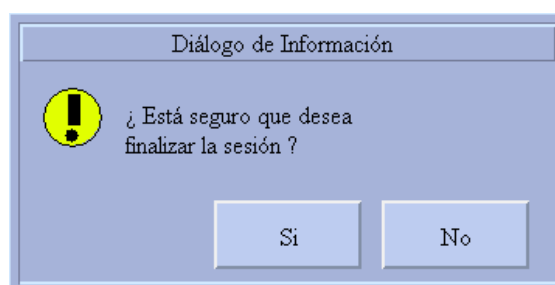 Diálogo de Información
¿ Está seguro que desea
finalizar la sesión ?
Si
No